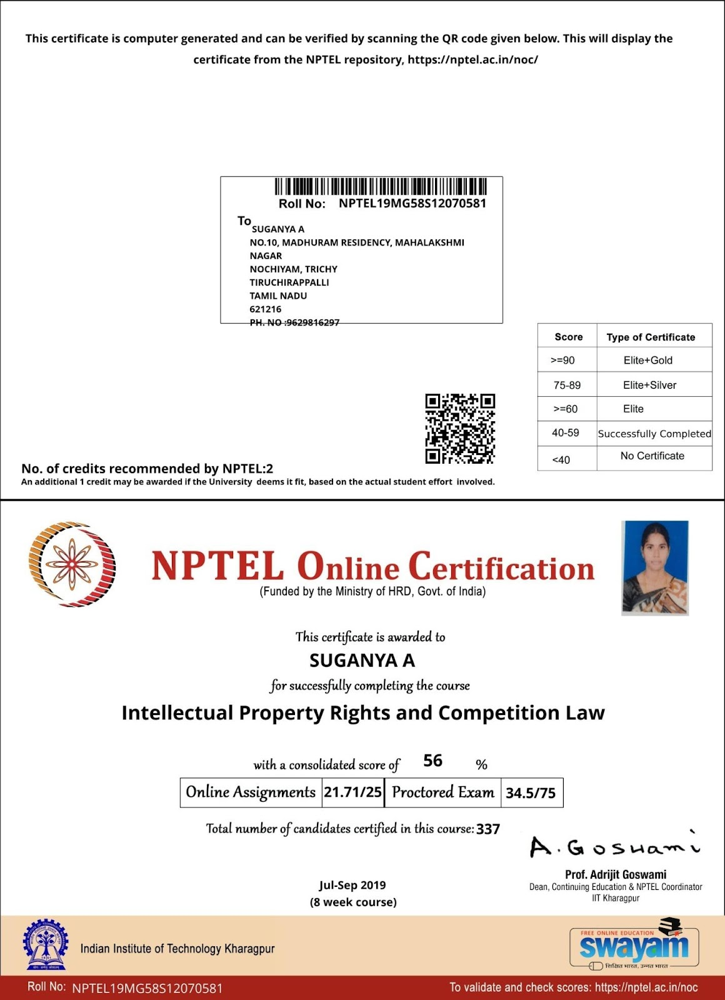 This certificate is computer generated and can be verified by scanning the QR code given below. This will display the
certificate from the NPTEL repository, https://nptel.ac.in/noc/
Roll No: NPTEL19MG58S12070581
To
SUGANYA A
NO.10, MADHURAM RESIDENCY, MAHALAKSHMI
NAGAR
NOCHIYAM, TRICHY
TIRUCHIRAPPALLI
TAMIL NADU
621216
PH. NO :9629816297
Score Type of Certificate
>=90 Elite+Gold
75-89 Elite+Silver
>=60 Elite
40-59 Successfully Completed
<40 No Certificate
No. of credits recommended by NPTEL:2
An additional 1 credit may be awarded if the University deems it fit, based on the actual student effort involved.
NPTEL Online Certification
(Funded by the Ministry of HRD, Govt. of India)
This certificate is awarded to
SUGANYA A
for successfully completing the course
Intellectual Property Rights and Competition Law
with a consolidated score of 56 %
Online Assignments 21.71/25 Proctored Exam 34.5/75
Total number of candidates certified in this course: 337
A. Goswami
Prof. Adrijit Goswami
Dean, Continuing Education & NPTEL Coordinator
IIT Kharagpur
Jul-Sep 2019
(8 week course)
Indian Institute of Technology Kharagpur
FREE ONLINE EDUCATION
swayam
शिक्षित भारत, उन्नत भारत
Roll No: NPTEL19MG58S12070581
To validate and check scores: https://nptel.ac.in/noc